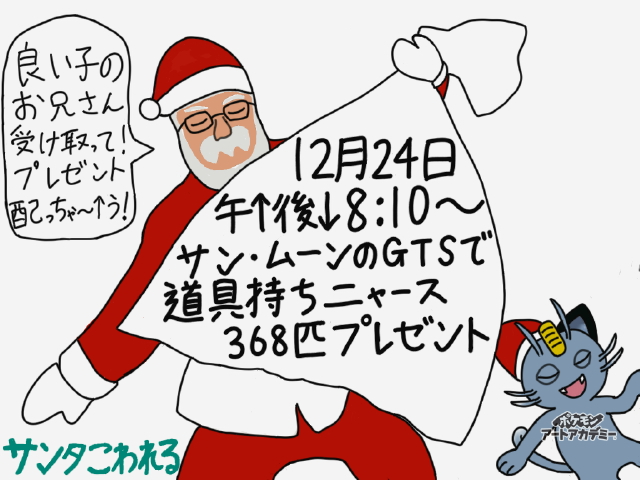 良い子の
お兄さん
受け取って!
プレゼント
配っちゃ〜↑う!
12月24日
午↑後↓8:10〜
サン・ムーンのGTSで
道具持ちニャース
368匹プレゼント
サンタこわれる
ポケモン
アートアカデミー